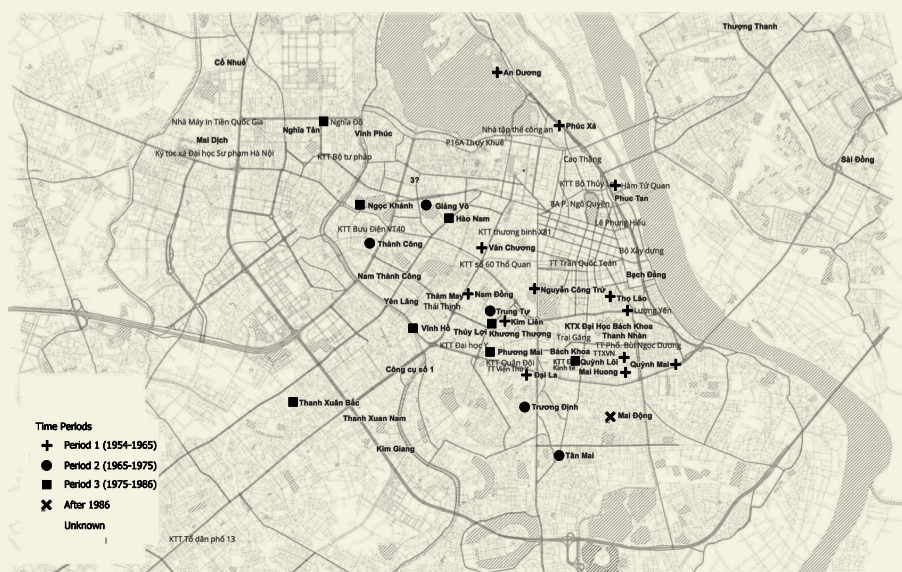 Thượng Thanh
Cổ Nhuế
An Dương
Nhà Máy In Tiền Quốc Gia
Nghĩa Đô
Nghĩa Tân
Vĩnh Phúc
Nhà tập thể công an
Phúc Xá
Mai Dịch
P16A Thụy Khuê
Ký túc xá Đại học Sư phạm Hà Nội
KTT Bộ tư pháp
Cao Thắng
Sài Đồng
3?
KTT Bộ Thủy
Hàm Tử Quan
Phuc Tan
Ngọc Khánh
Giảng Võ
8A P. Ngô Quyền
Hào Nam
Lê Phụng Hiểu
KTT Bưu Điện VT40
KTT thương binh X81
Thành Công
Văn Chương
Bộ Xây dựng
KTT số 60 Thổ Quan
TT Trần Quốc Toản
Nam Thành Công
Bạch Đằng
Yên Lãng
Thảm May
Nam Đồng
Nguyễn Công Trứ
Thọ Lão
Thái Thịnh
Trung Tự
Lương Yên
Kim Liên
Vĩnh Hồ
Thủy Lợi
Khương Thượng
KTX Đại Học Bách Khoa
Thanh Nhàn
Trại Găng
KTT Đại học Y
TT Phố. Bùi Ngọc Dương
Phương Mai
Bách Khoa
TTXVN
KTT Quân Đội
Quỳnh Lôi
Quỳnh Mai
Kinh tế
Công cụ số 1
Đại La
Mai Huong
Thanh Xuân Bắc
Trương Định
Mai Động
Thanh Xuan Nam
Kim Giang
Tân Mai
Time Periods
Period 1 (1954-1965)
Period 2 (1965-1975)
Period 3 (1975-1986)
After 1986
Unknown
KTT Tổ dân phố 13